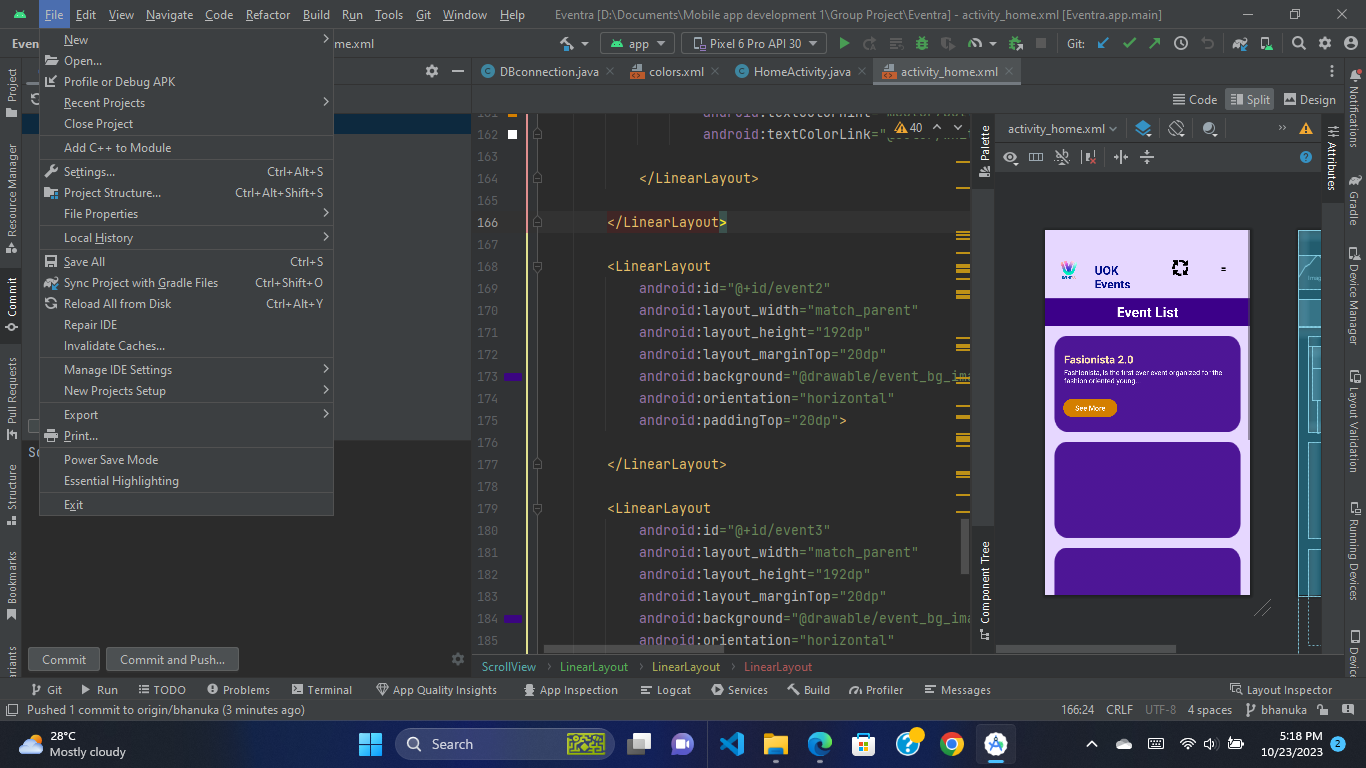 File Edit View Navigate Code Refactor Build Run Tools Git Window Help Eventra [D:\Documents\Mobile app development 1\Group Project\Eventra] - activity_home.xml [Eventra.app.main]
me.xml app Pixel 6 Pro API 30 Git:
New
Open...
Profile or Debug APK
Recent Projects
Close Project
Add C++ to Module
Settings... Ctrl+Alt+S
Project Structure... Ctrl+Alt+Shift+S
File Properties
Local History
Save All Ctrl+S
Sync Project with Gradle Files Ctrl+Shift+O
Reload All from Disk Ctrl+Alt+Y
Repair IDE
Invalidate Caches...
Manage IDE Settings
New Projects Setup
Export
Print...
Power Save Mode
Essential Highlighting
Exit
Project
Resource Manager
Commit
Pull Requests
Structure
Bookmarks
Commit Commit and Push...
DBconnection.java colors.xml HomeActivity.java activity_home.xml
Code Split Design
40
162 android:textColorLink=
163
164 </LinearLayout>
165
166 </LinearLayout>
167
168 <LinearLayout
169 android:id="@+id/event2"
170 android:layout_width="match_parent"
171 android:layout_height="192dp"
172 android:layout_marginTop="20dp"
173 android:background="@drawable/event_bg_ima
174 android:orientation="horizontal"
175 android:paddingTop="20dp">
176
177 </LinearLayout>
178
179 <LinearLayout
180 android:id="@+id/event3"
181 android:layout_width="match_parent"
182 android:layout_height="192dp"
183 android:layout_marginTop="20dp"
184 android:background="@drawable/event_bg_ima
185 android:orientation="horizontal"
ScrollView LinearLayout LinearLayout LinearLayout
Palette
Component Tree
activity_home.xml
UOK
Events
Event List
Fasionista 2.0
Fashionista, is the first ever event organized for the
fashion oriented young...
See More
Attributes
Notifications
Gradle
Device Manager
Layout Validation
Running Devices
Git Run TODO Problems Terminal App Quality Insights App Inspection Logcat Services Build Profiler Messages Layout Inspector
Pushed 1 commit to origin/bhanuka (3 minutes ago) 166:24 CRLF UTF-8 4 spaces bhanuka
28°C
Mostly cloudy
Search
5:18 PM
10/23/2023
2